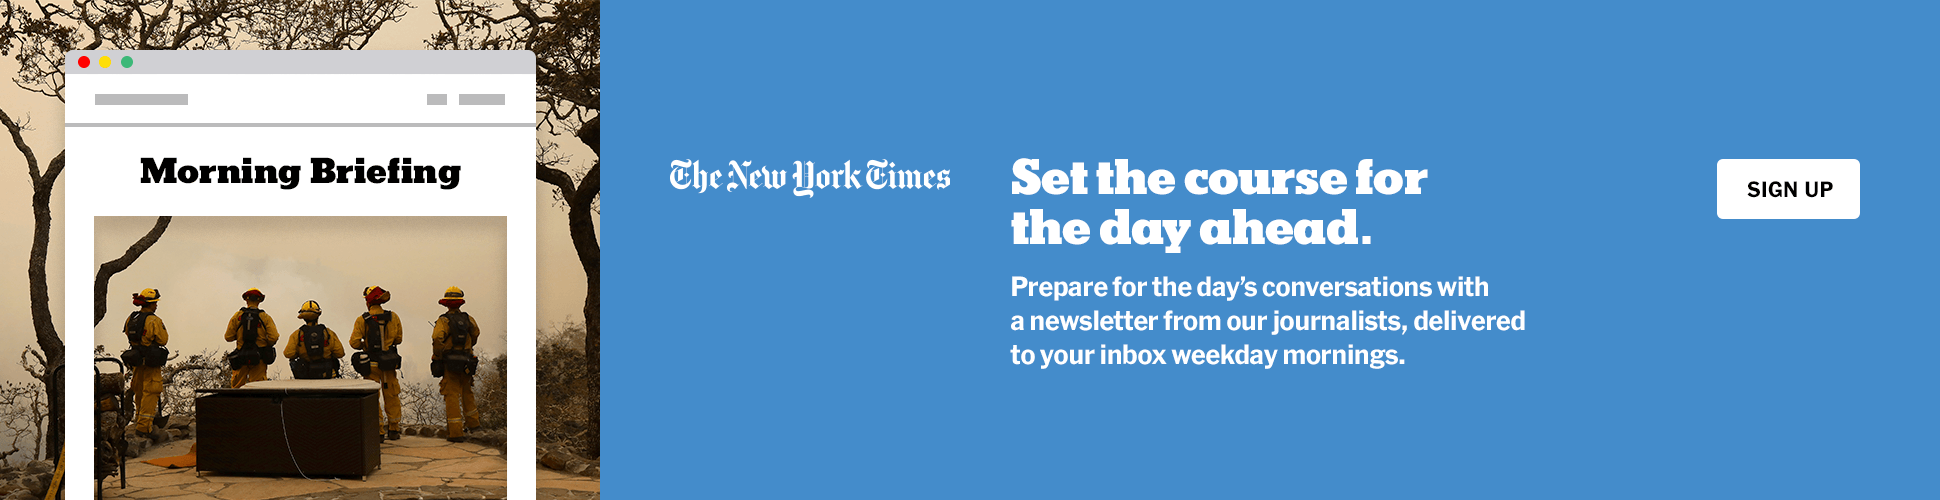 Morning Briefing
The New York Times
Set the course for
the day ahead.
Prepare for the day’s conversations with
a newsletter from our journalists, delivered
to your inbox weekday mornings.
SIGN UP